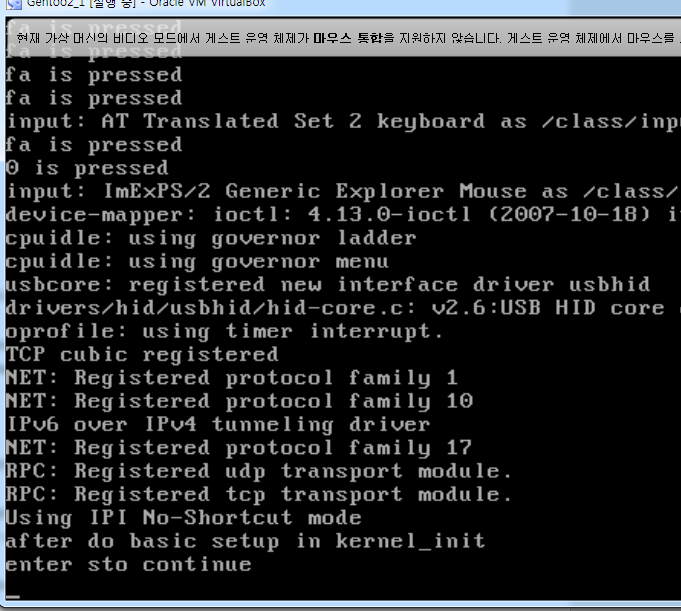 Gentoo2_1 [실행 중] - Oracle VM VirtualBox
fa is pressed
현재 가상 머신의 비디오 모드에서 게스트 운영 체제가 마우스 통합을 지원하지 않습니다. 게스트 운영 체제에서 마우스를
fa is pressed
fa is pressed
fa is pressed
input: AT Translated Set 2 keyboard as /class/inp
fa is pressed
0 is pressed
input: ImExPS/2 Generic Explorer Mouse as /class/
device-mapper: ioctl: 4.13.0-ioctl (2007-10-18) i
cpuidle: using governor ladder
cpuidle: using governor menu
usbcore: registered new interface driver usbhid
drivers/hid/usbhid/hid-core.c: v2.6:USB HID core
oprofile: using timer interrupt.
TCP cubic registered
NET: Registered protocol family 1
NET: Registered protocol family 10
IPv6 over IPv4 tunneling driver
NET: Registered protocol family 17
RPC: Registered udp transport module.
RPC: Registered tcp transport module.
Using IPI No-Shortcut mode
after do basic setup in kernel_init
enter sto continue
_